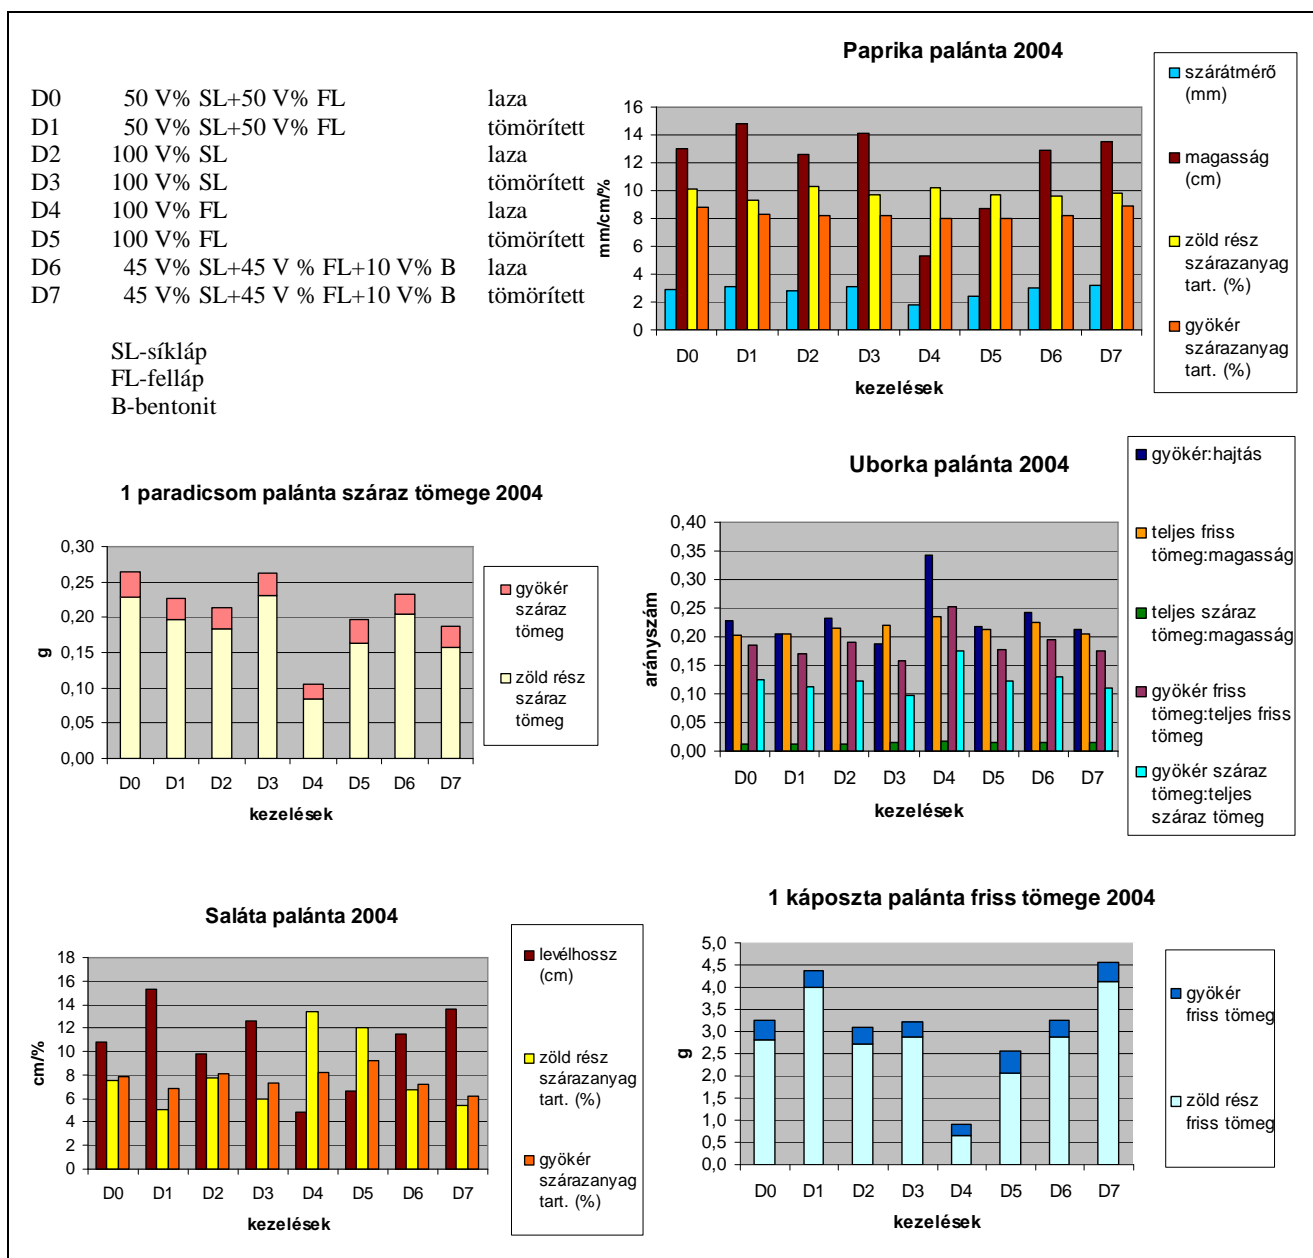 D0 50 V% SL+50 V% FL laza
D1 50 V% SL+50 V% FL tömörített
D2 100 V% SL laza
D3 100 V% SL tömörített
D4 100 V% FL laza
D5 100 V% FL tömörített
D6 45 V% SL+45 V % FL+10 V% B laza
D7 45 V% SL+45 V % FL+10 V% B tömörített
SL-síkláp
FL-felláp
B-bentonit
Paprika palánta 2004
mm/cm/%
16
14
12
10
8
6
4
2
0
D0 D1 D2 D3 D4 D5 D6 D7
kezelések
szárátmérő
(mm)
magasság
(cm)
zöld rész
szárazanyag
tart. (%)
gyökér
szárazanyag
tart. (%)
1 paradicsom palánta száraz tömege 2004
g
0,30
0,25
0,20
0,15
0,10
0,05
0,00
D0 D1 D2 D3 D4 D5 D6 D7
kezelések
gyökér
száraz
tömeg
zöld rész
száraz
tömeg
Uborka palánta 2004
arányszám
0,40
0,35
0,30
0,25
0,20
0,15
0,10
0,05
0,00
D0 D1 D2 D3 D4 D5 D6 D7
kezelések
gyökér:hajtás
teljes friss
tömeg:magasság
teljes száraz
tömeg:magasság
gyökér friss
tömeg:teljes friss
tömeg
gyökér száraz
tömeg:teljes
száraz tömeg
Saláta palánta 2004
cm/%
18
16
14
12
10
8
6
4
2
0
D0 D1 D2 D3 D4 D5 D6 D7
kezelések
levélhossz
(cm)
zöld rész
szárazanyag
tart. (%)
gyökér
szárazanyag
tart. (%)
1 káposzta palánta friss tömege 2004
g
5,0
4,5
4,0
3,5
3,0
2,5
2,0
1,5
1,0
0,5
0,0
D0 D1 D2 D3 D4 D5 D6 D7
kezelések
gyökér
friss tömeg
zöld rész
friss tömeg